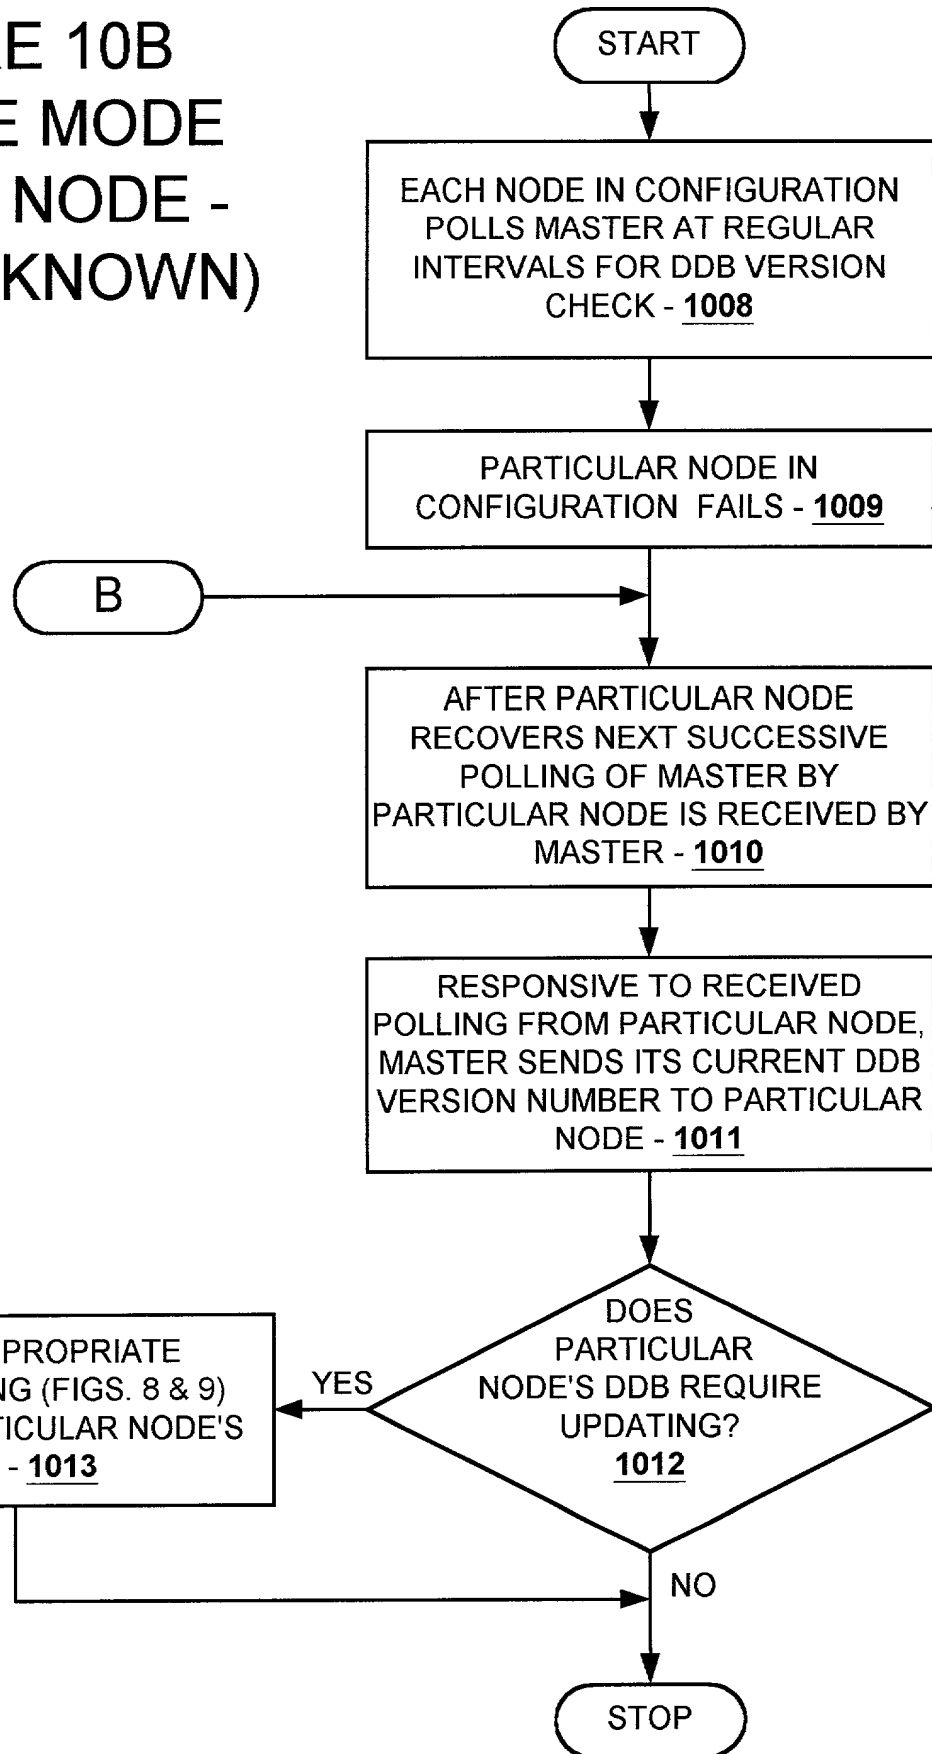 RE 10B
E MODE
NODE -
KNOWN)
START
EACH NODE IN CONFIGURATION
POLLS MASTER AT REGULAR
INTERVALS FOR DDB VERSION
CHECK - 1008
PARTICULAR NODE IN
CONFIGURATION FAILS - 1009
B
AFTER PARTICULAR NODE
RECOVERS NEXT SUCCESSIVE
POLLING OF MASTER BY
PARTICULAR NODE IS RECEIVED BY
MASTER - 1010
RESPONSIVE TO RECEIVED
POLLING FROM PARTICULAR NODE,
MASTER SENDS ITS CURRENT DDB
VERSION NUMBER TO PARTICULAR
NODE - 1011
DOES
PARTICULAR
NODE'S DDB REQUIRE
UPDATING?
1012
YES
PROPRIATE
NG (FIGS. 8 & 9)
TICULAR NODE'S
- 1013
NO
STOP